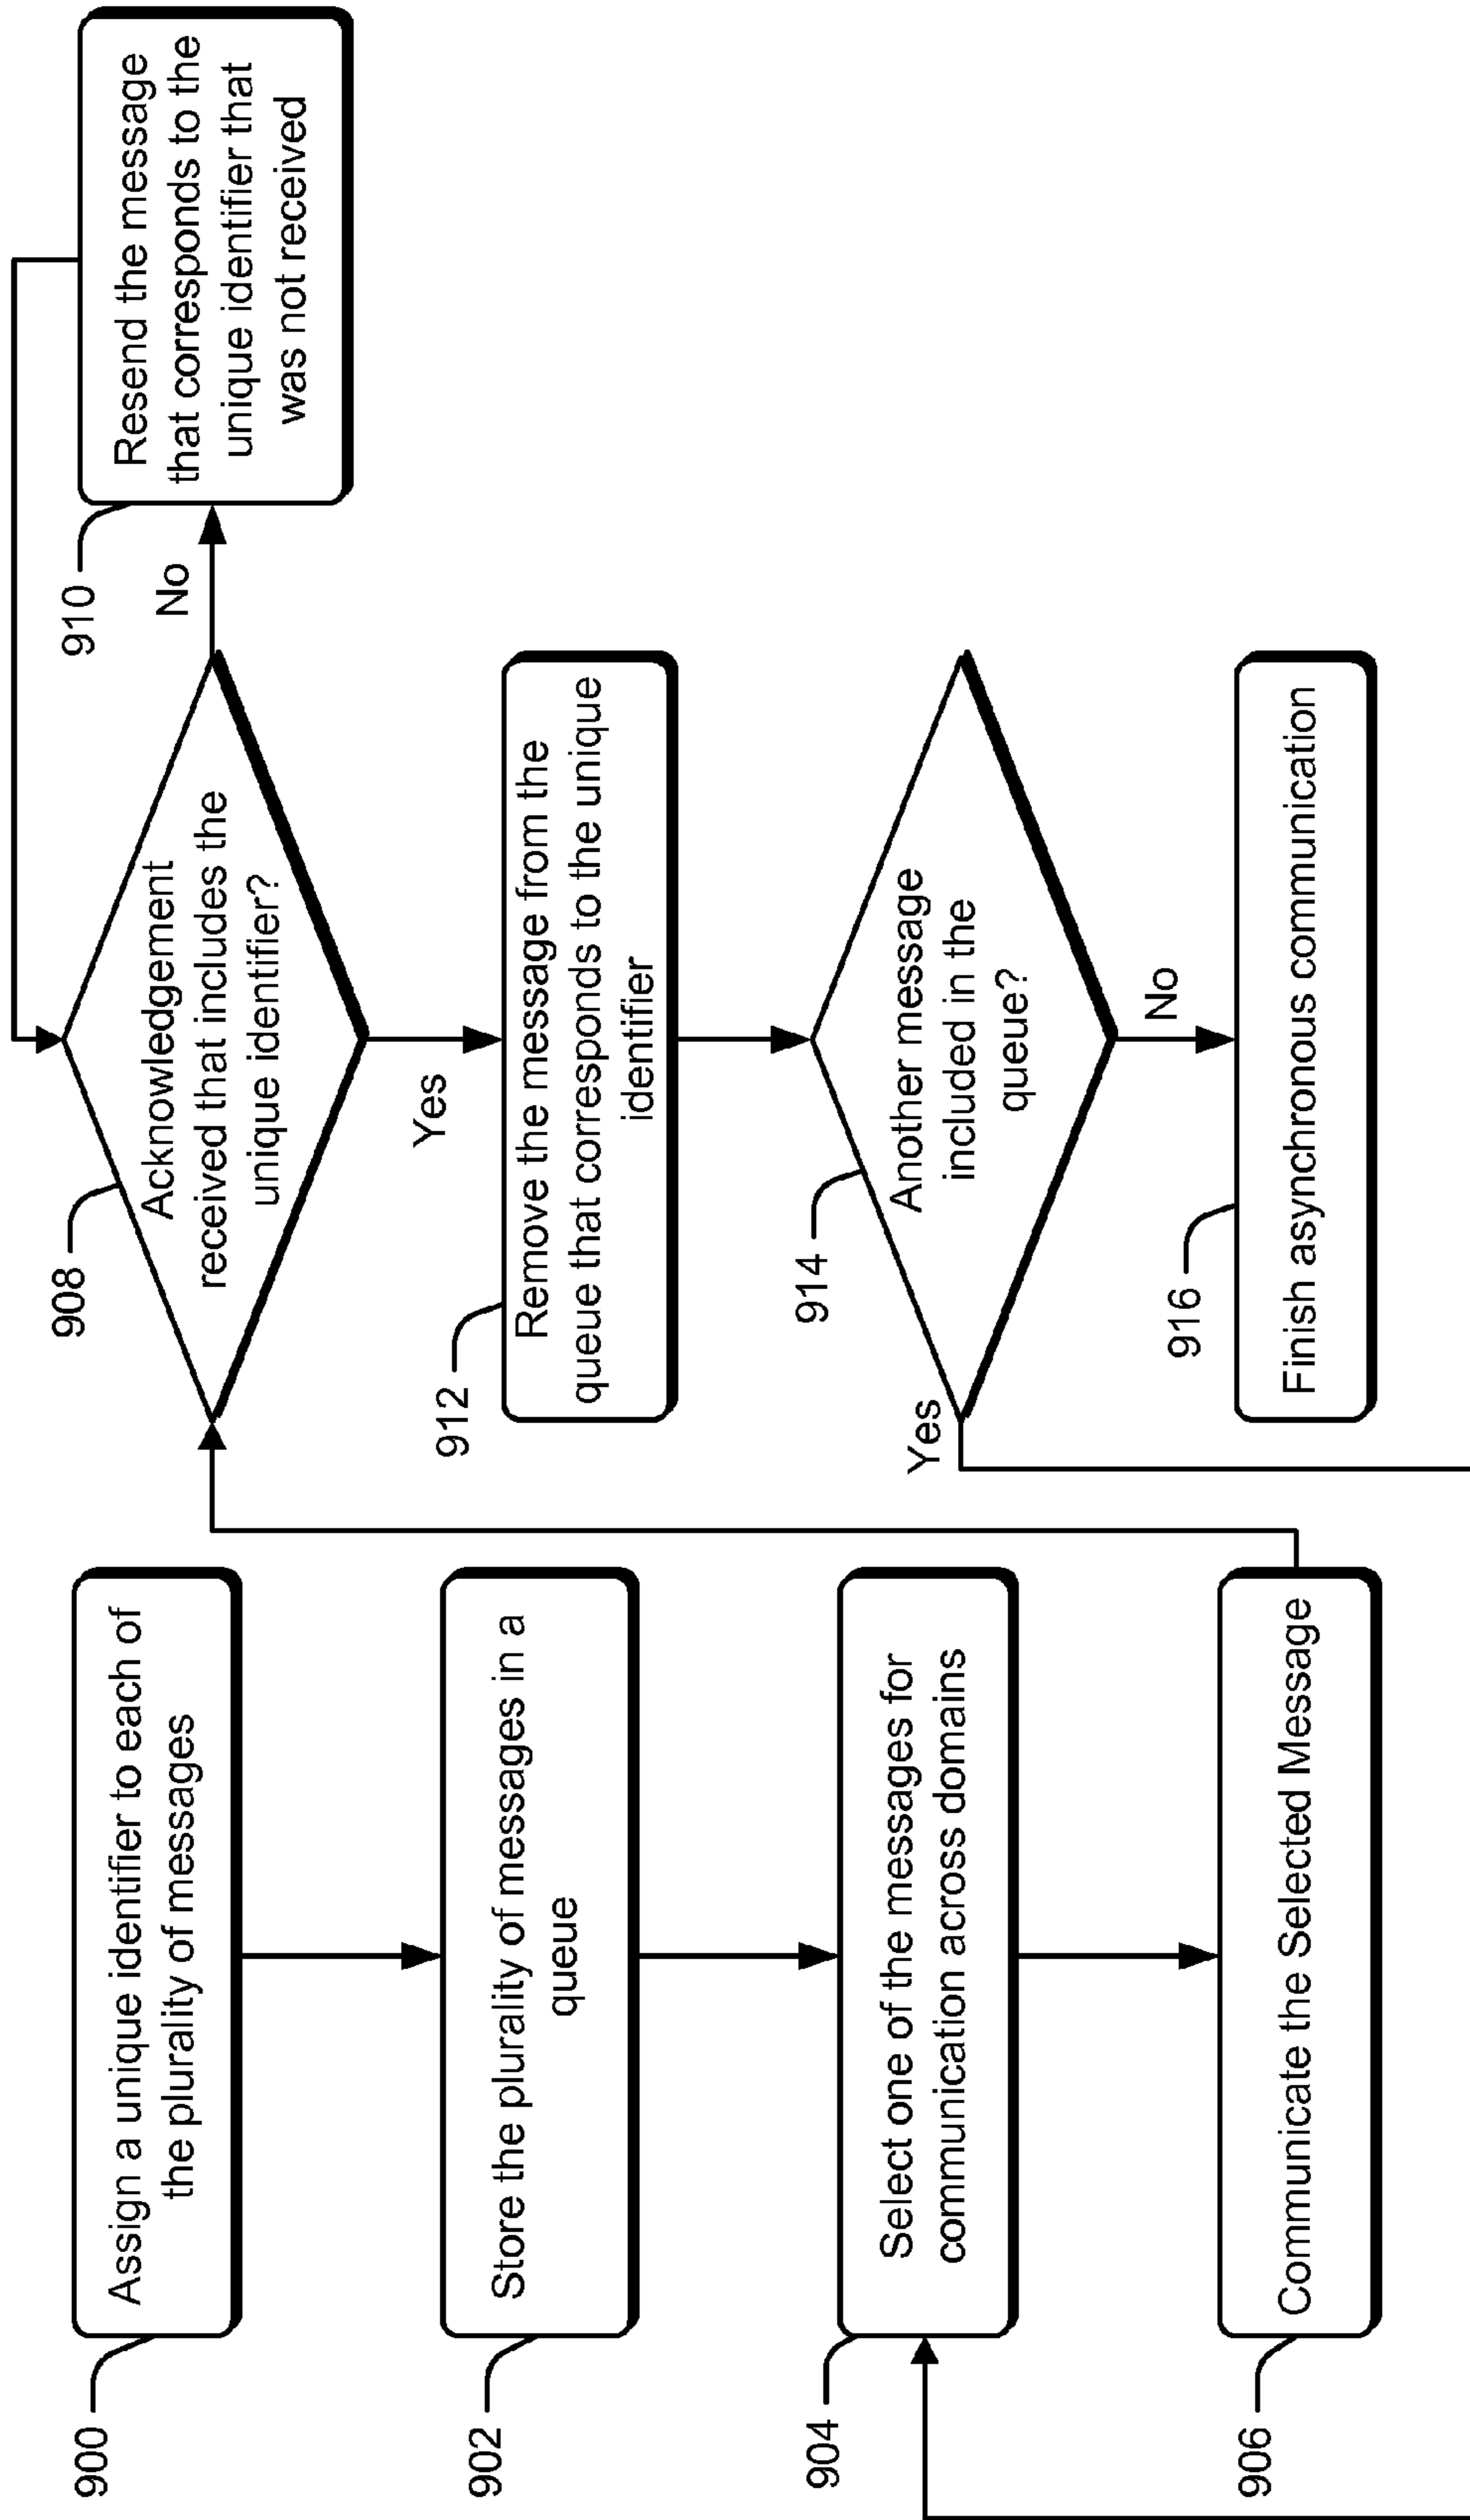 900
Assign a unique identifier to each of
the plurality of messages
902
Store the plurality of messages in a
queue
904
Select one of the messages for
communication across domains
906
Communicate the Selected Message
908
Acknowledgement
received that includes the
unique identifier?
No
910
Resend the message
that corresponds to the
unique identifier that
was not received
Yes
912
Remove the message from the
queue that corresponds to the unique
identifier
914
Another message
included in the
queue?
Yes
No
916
Finish asynchronous communication